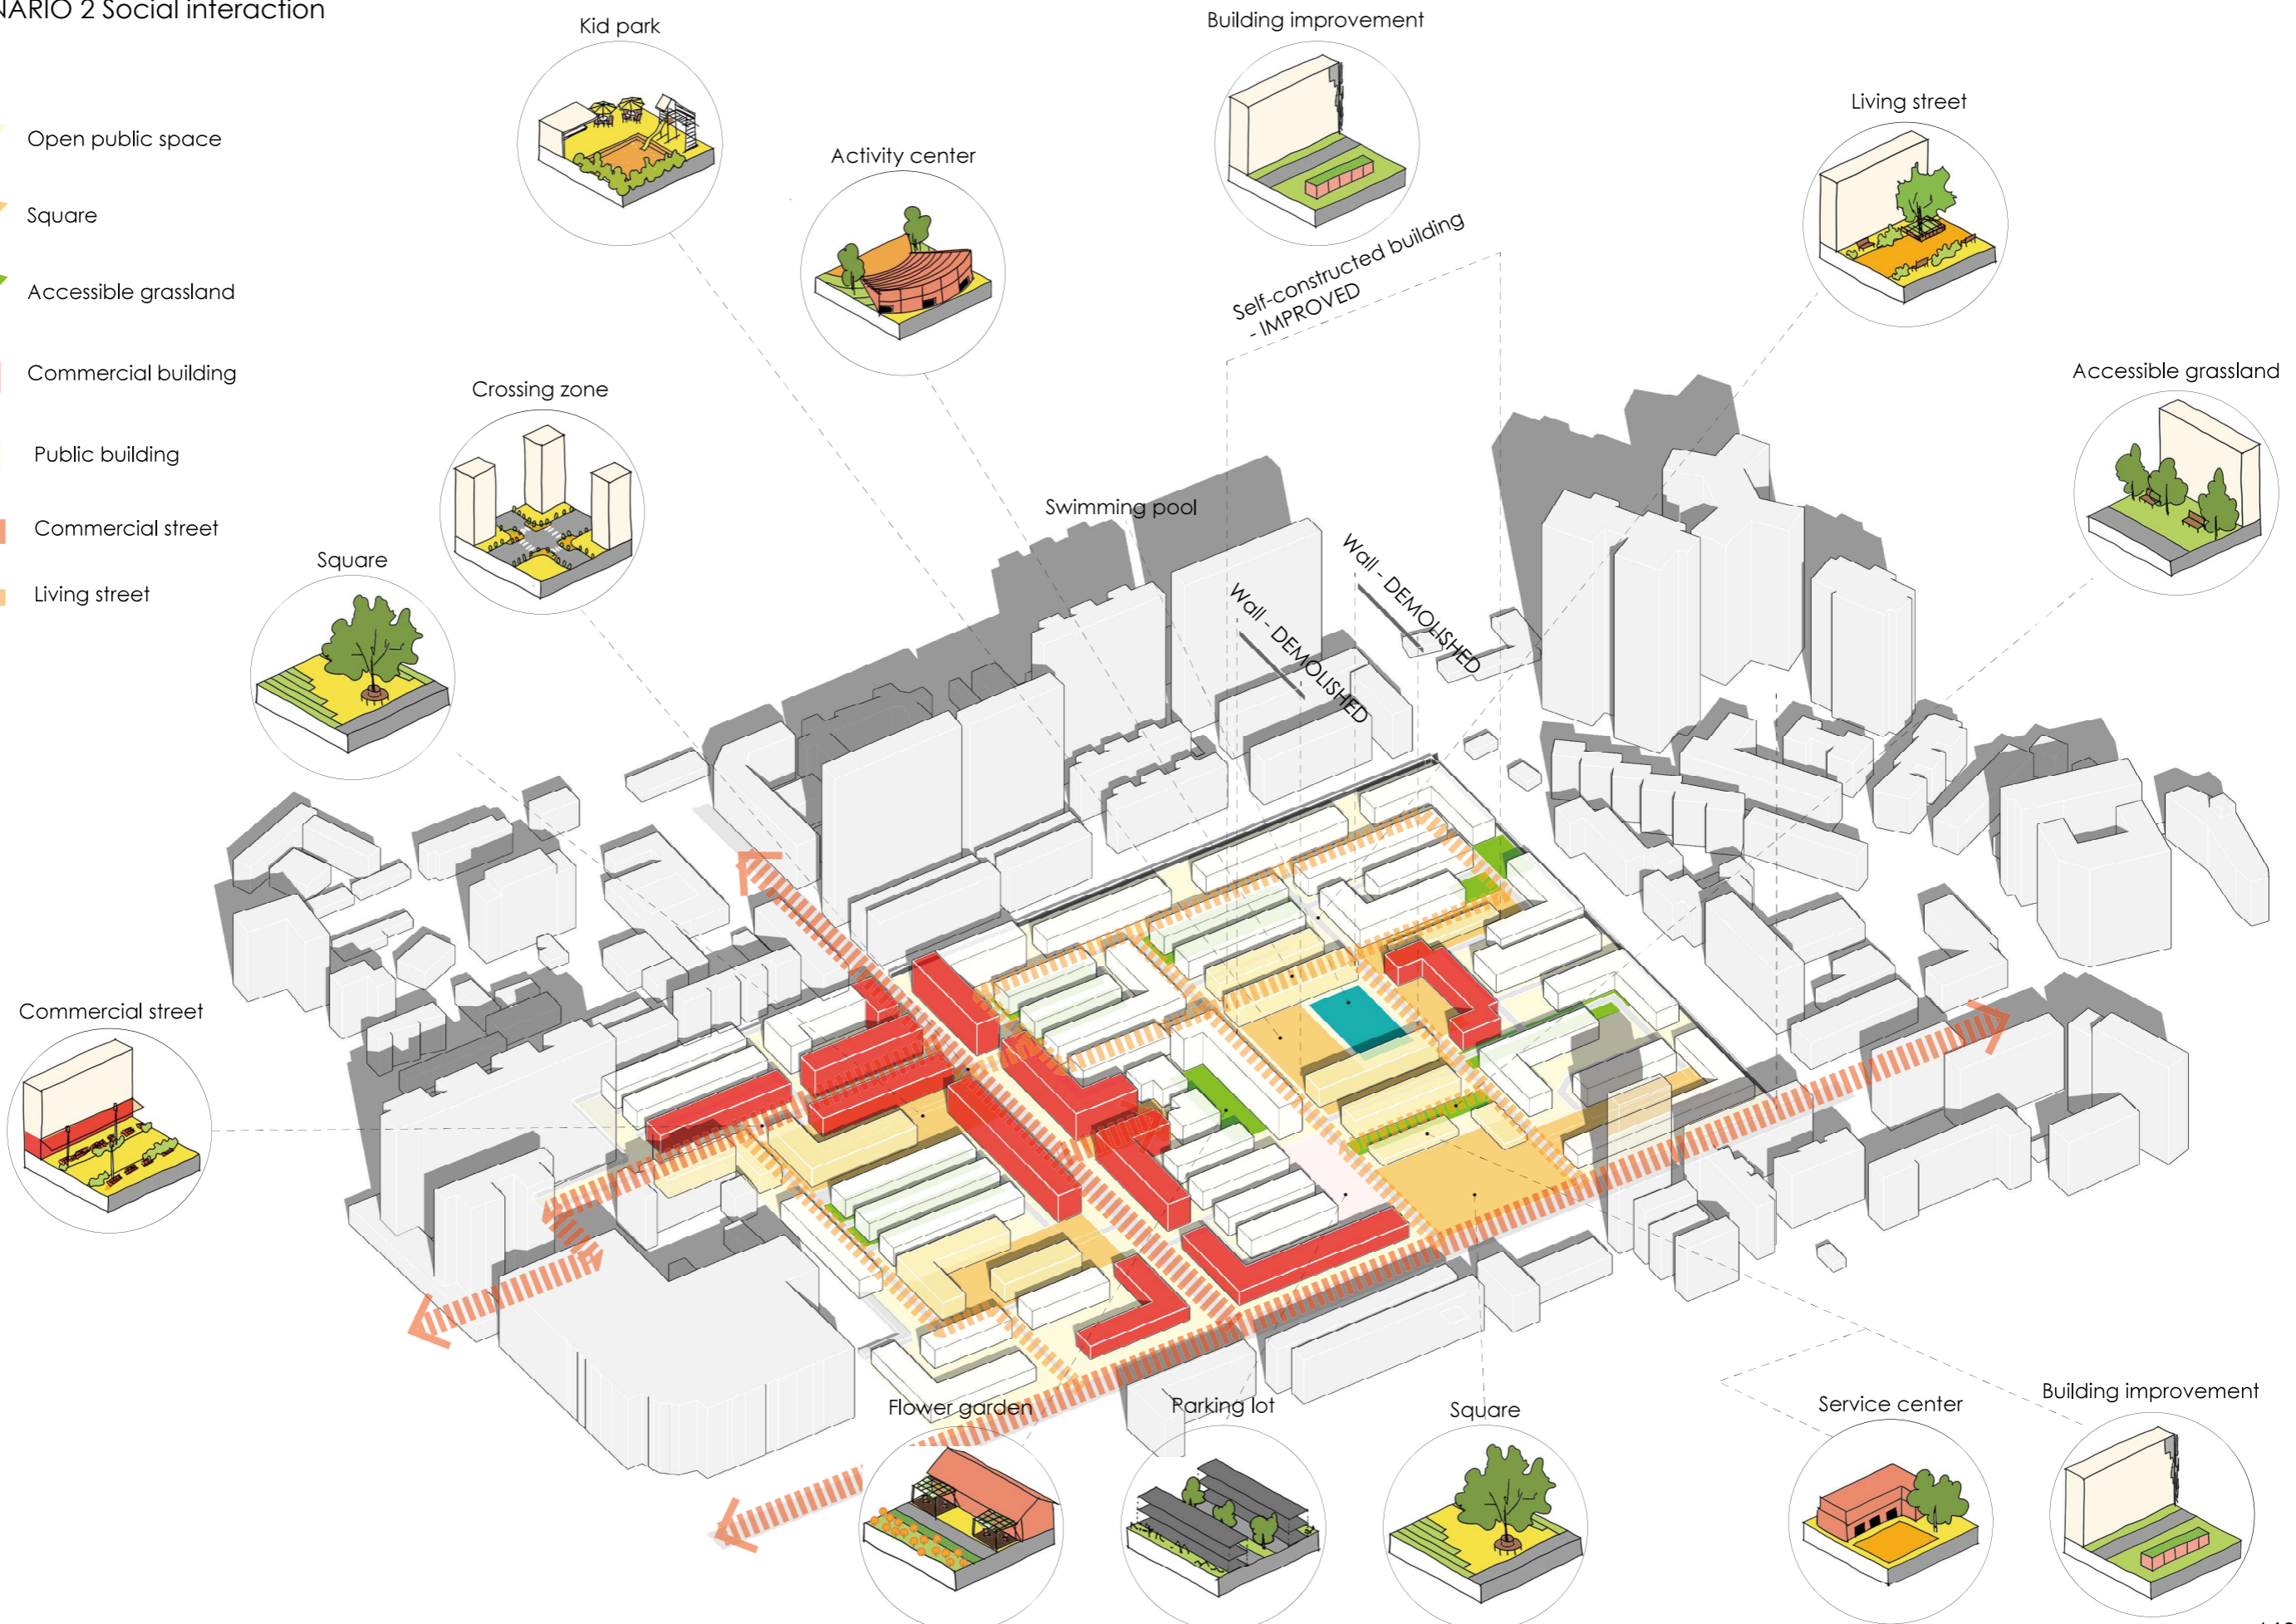 NARIO 2 Social interaction
Open public space
Square
Accessible grassland
Commercial building
Public building
Commercial street
Living street
Kid park
Activity center
Building improvement
Living street
Accessible grassland
Crossing zone
Square
Commercial street
Self-constructed building
- IMPROVED
Swimming pool
Wall - DEMOLISHED
Wall - DEMOLISHED
Flower garden
Parking lot
Square
Service center
Building improvement